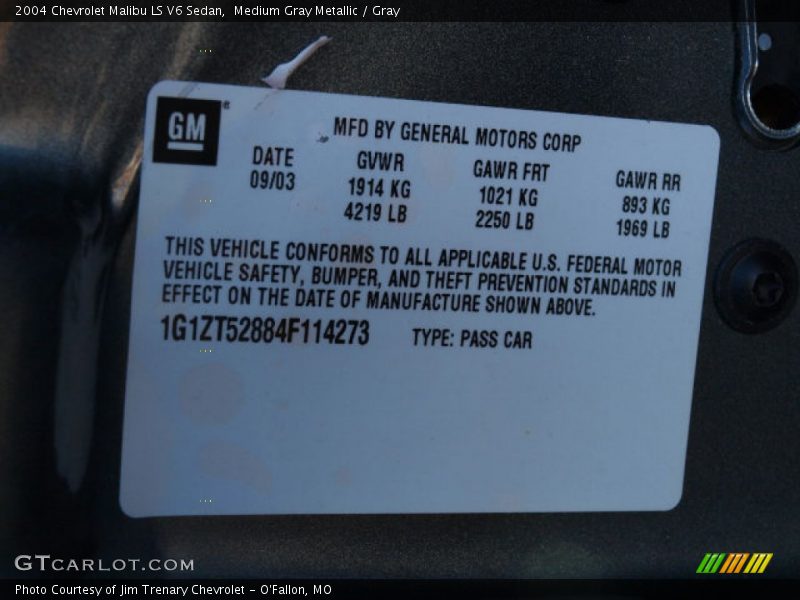 2004 Chevrolet Malibu LS V6 Sedan,  Medium Gray Metallic / Gray
GM ®
MFD BY GENERAL MOTORS CORP
DATE GVWR GAWR FRT GAWR RR
09/03 1914 KG 1021 KG 893 KG
4219 LB 2250 LB 1969 LB
THIS VEHICLE CONFORMS TO ALL APPLICABLE U.S. FEDERAL MOTOR
VEHICLE SAFETY, BUMPER, AND THEFT PREVENTION STANDARDS IN
EFFECT ON THE DATE OF MANUFACTURE SHOWN ABOVE.
1G1ZT52884F114273 TYPE: PASS CAR
GTCARLOT.COM
Photo Courtesy of Jim Trenary Chevrolet - O'Fallon, MO